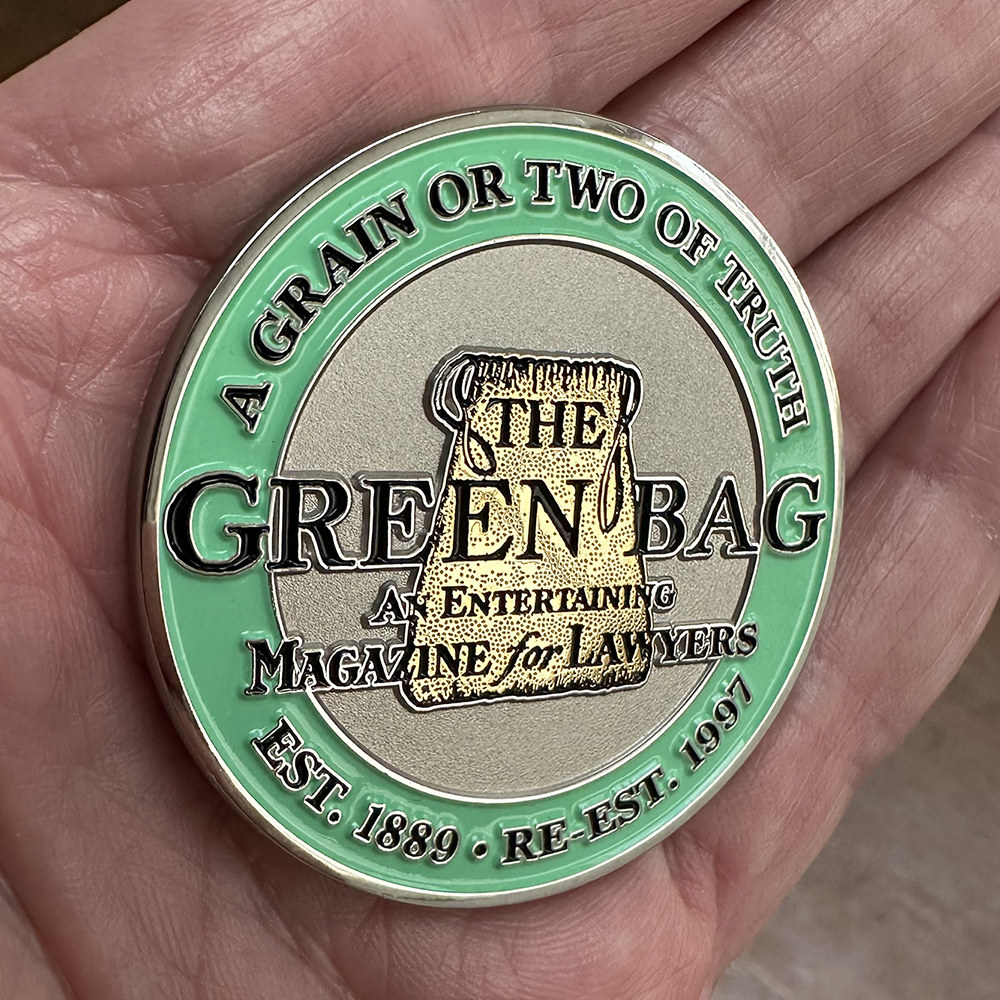 A GRAIN OR TWO OF TRUTH
THE
GREEN BAG
AN ENTERTAINING
MAGAZINE for LAWYERS
EST. 1889 • RE-EST. 1997